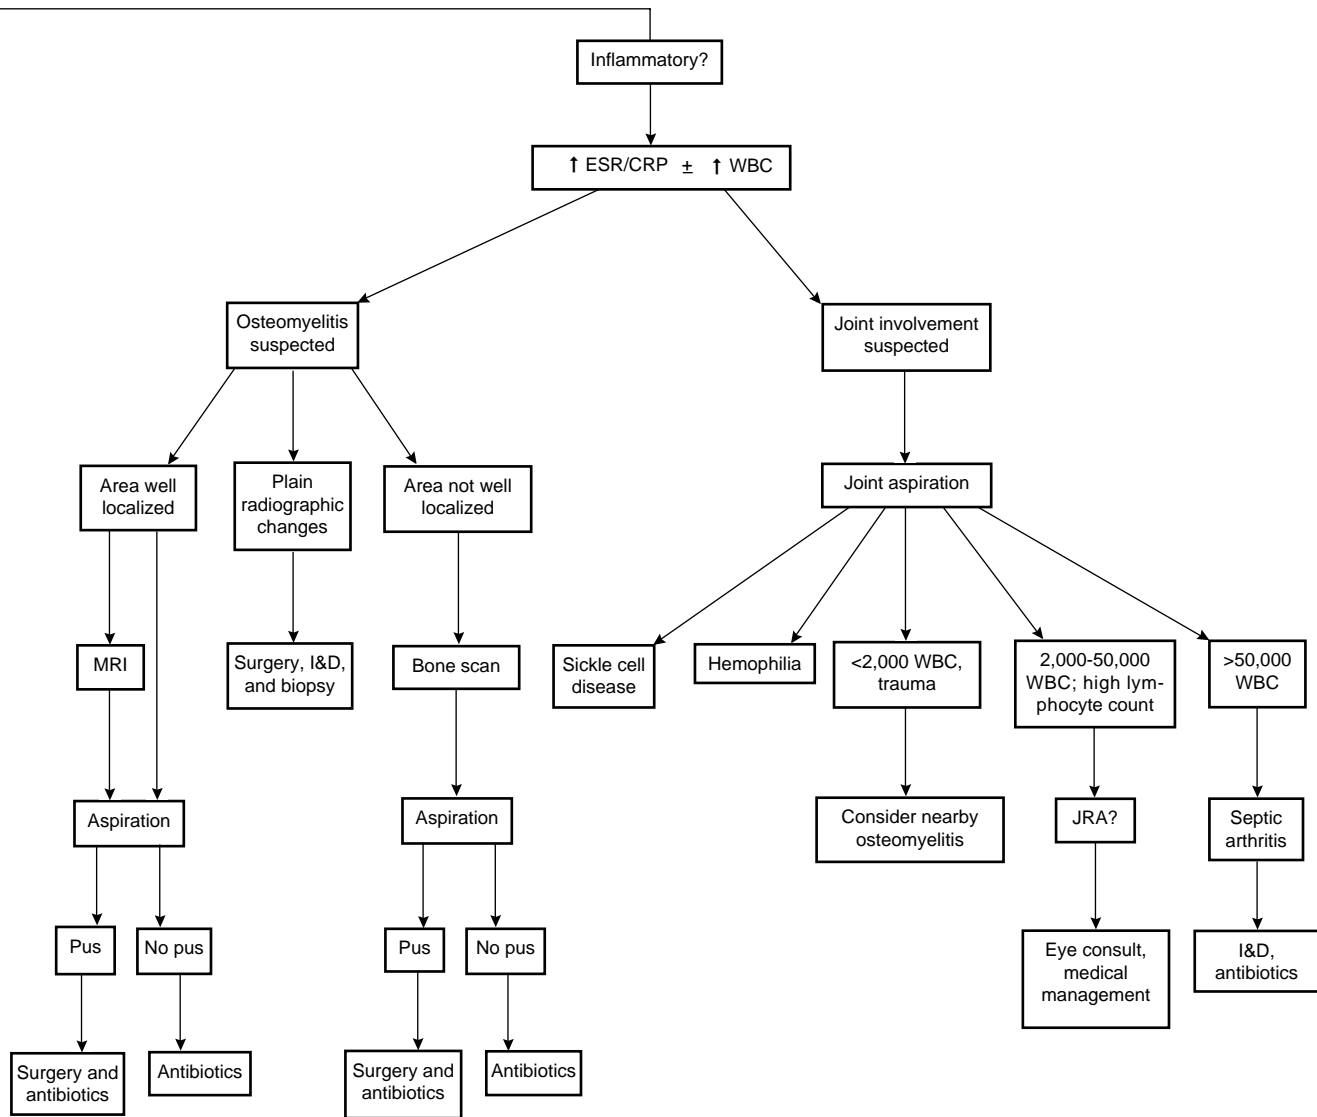 Inflammatory?
↑ ESR/CRP ± ↑ WBC
Osteomyelitis
suspected
Joint involvement
suspected
Area well
localized
Plain
radiographic
changes
Area not well
localized
Joint aspiration
MRI
Surgery, I&D,
and biopsy
Bone scan
Sickle cell
disease
Hemophilia
<2,000 WBC,
trauma
2,000-50,000
WBC; high lym-
phocyte count
>50,000
WBC
Aspiration
Aspiration
Consider nearby
osteomyelitis
JRA?
Septic
arthritis
Pus
No pus
Pus
No pus
Eye consult,
medical
management
I&D,
antibiotics
Surgery and
antibiotics
Antibiotics
Surgery and
antibiotics
Antibiotics